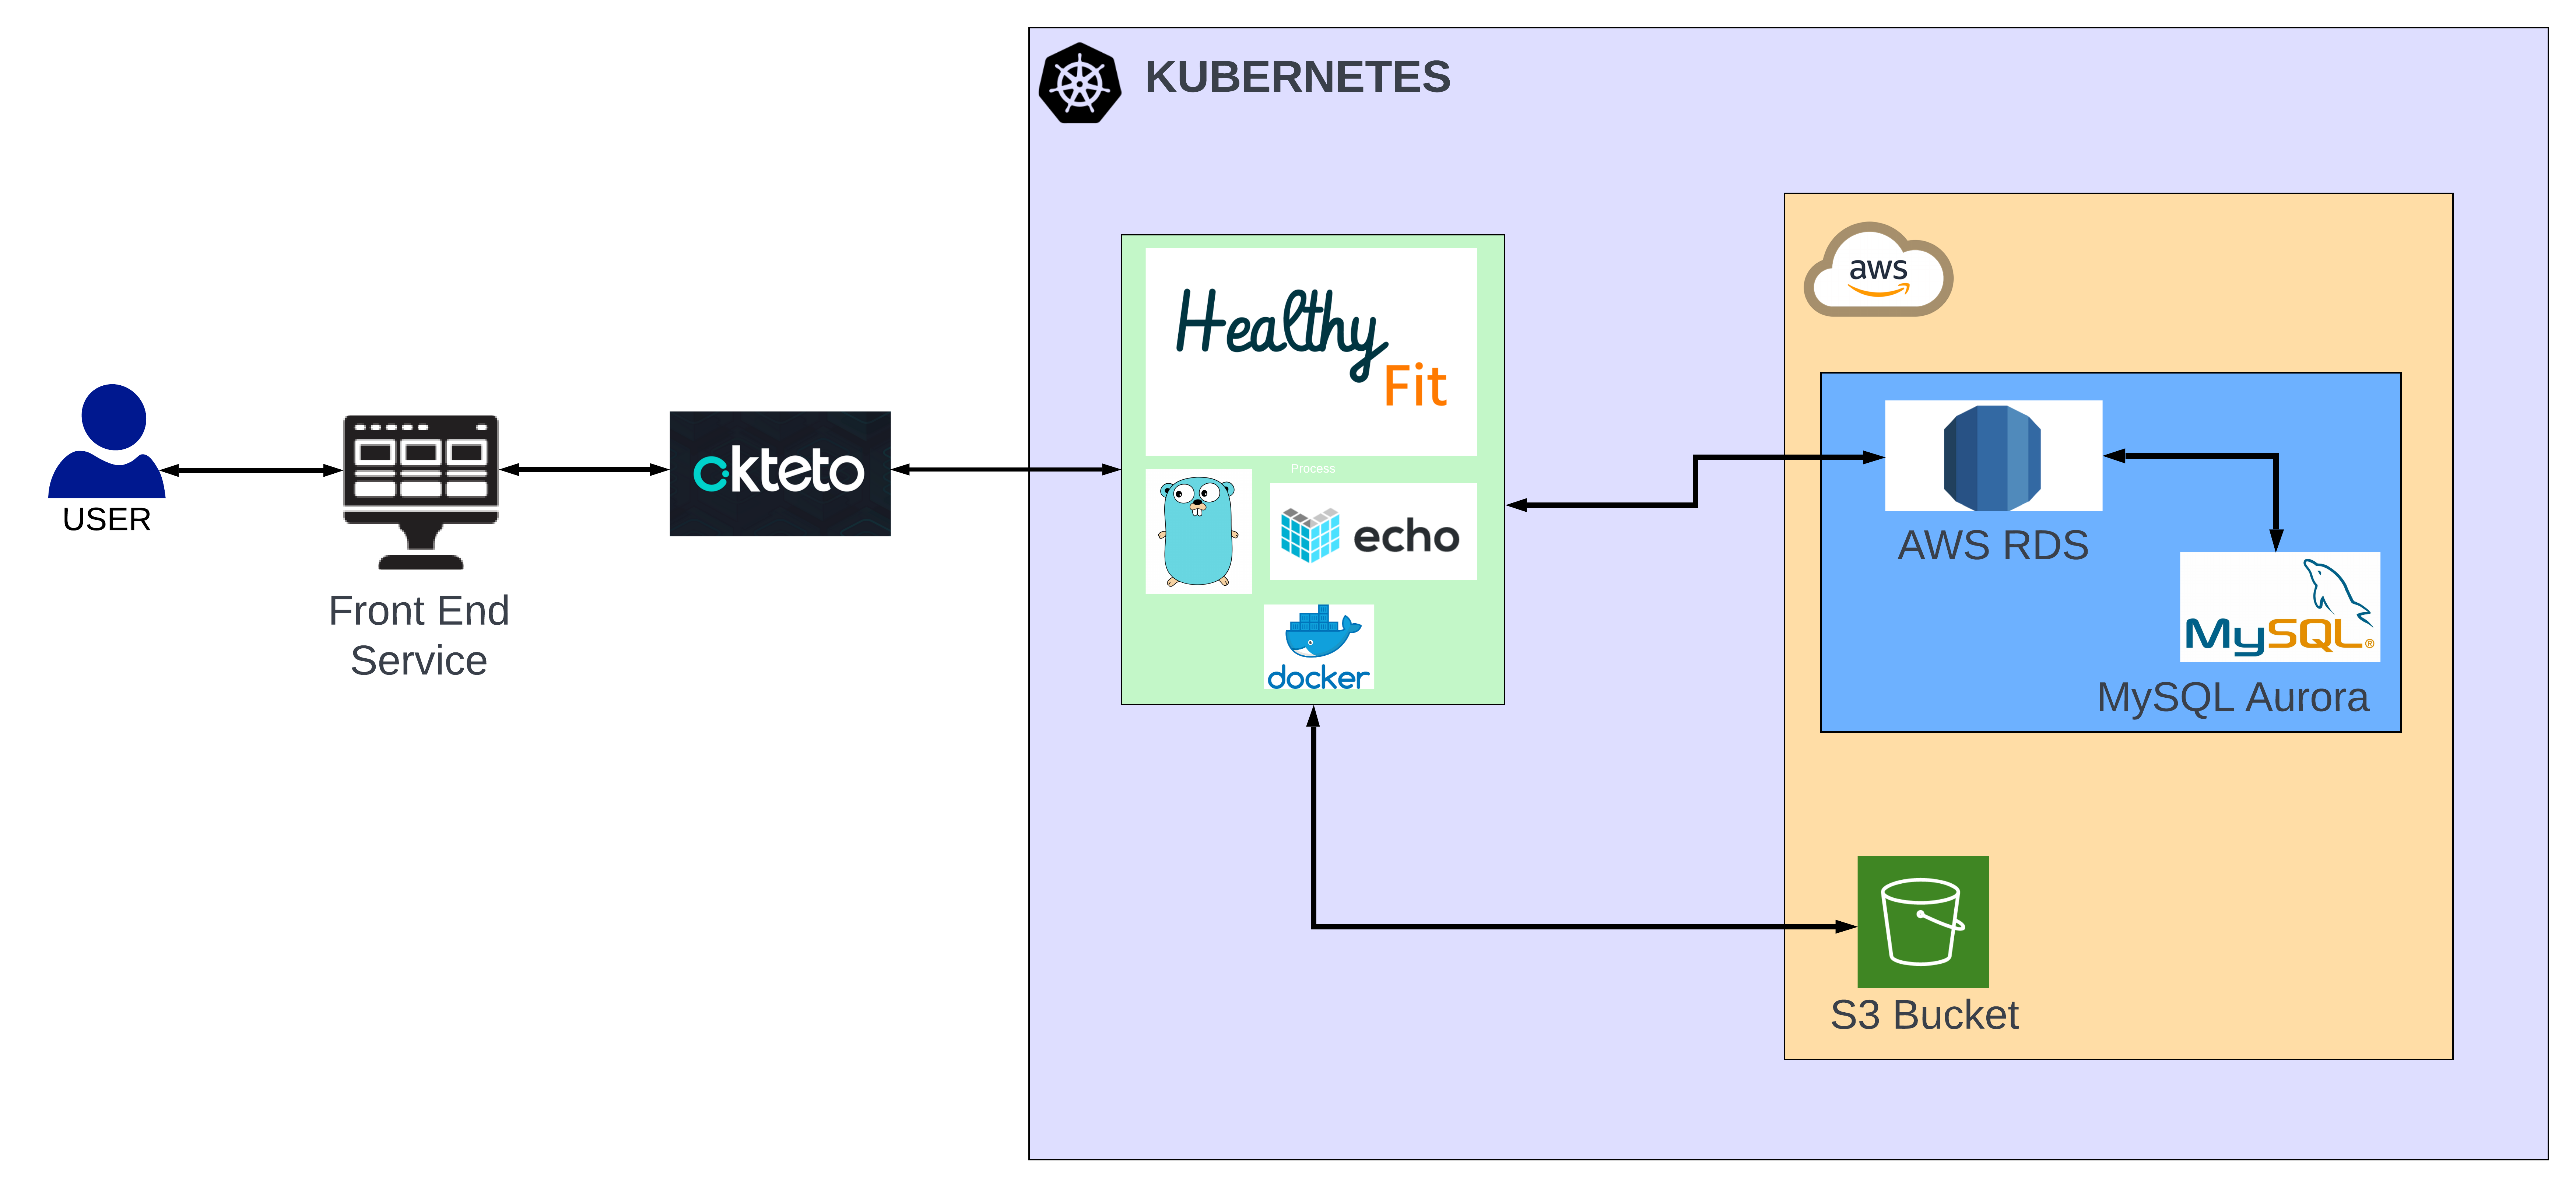 KUBERNETES
aws
Healthy
Fit
Process
echo
docker
okteto
USER
Front End
Service
AWS RDS
MySQL®
MySQL Aurora
S3 Bucket